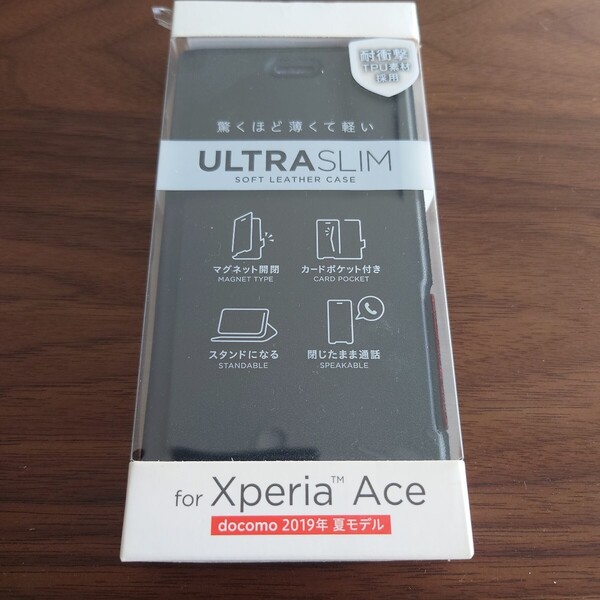 耐衝撃
TPU素材
採用
驚くほど薄くて軽い
ULTRASLIM
SOFT LEATHER CASE
マグネット開閉
MAGNET TYPE
カードポケット付き
CARD POCKET
スタンドになる
STANDABLE
閉じたまま通話
SPEAKABLE
for Xperia™ Ace
docomo 2019年 夏モデル